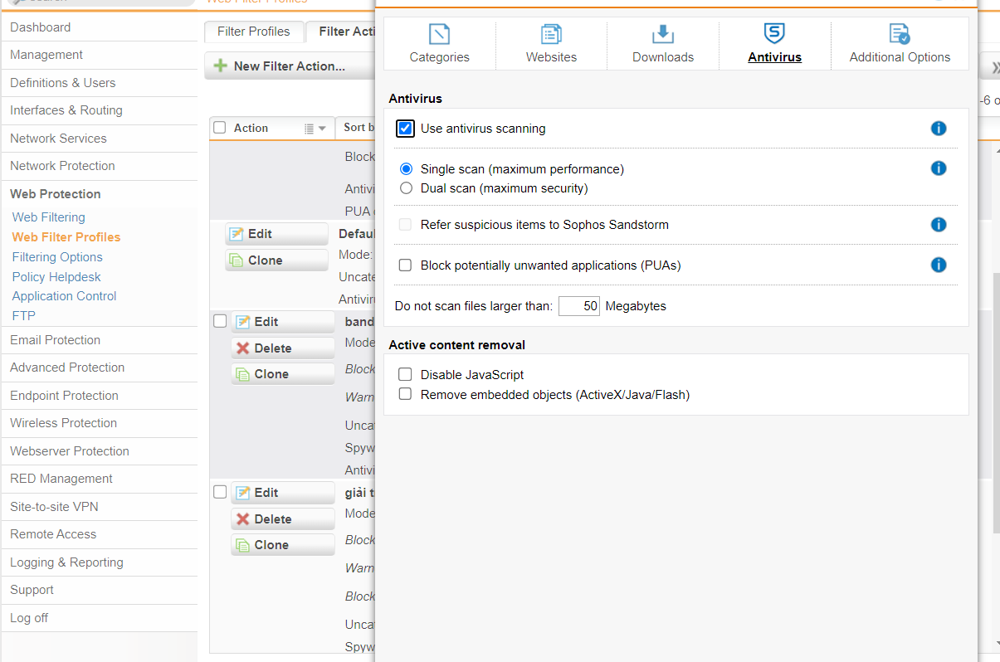 Dashboard
Management
Definitions & Users
Interfaces & Routing
Network Services
Network Protection
Web Protection
Web Filtering
Web Filter Profiles
Filtering Options
Policy Helpdesk
Application Control
FTP
Email Protection
Advanced Protection
Endpoint Protection
Wireless Protection
Webserver Protection
RED Management
Site-to-site VPN
Remote Access
Logging & Reporting
Support
Log off
Web Filter Profiles
Filter Profiles
Filter Acti
New Filter Action...
-6 o
Action
Sort b
Block
Antivi
PUA
Edit
Defaul
Clone
Mode:
Uncate
Antiviru
Edit
band
Delete
Mode
Clone
Block
Warn
Uncat
Spyw
Antivi
Edit
giải t
Delete
Mode
Clone
Block
Warn
Block
Uncat
Spyw
Categories
Websites
Downloads
Antivirus
Additional Options
Antivirus
Use antivirus scanning
Single scan (maximum performance)
Dual scan (maximum security)
Refer suspicious items to Sophos Sandstorm
Block potentially unwanted applications (PUAs)
Do not scan files larger than: 50 Megabytes
Active content removal
Disable JavaScript
Remove embedded objects (ActiveX/Java/Flash)